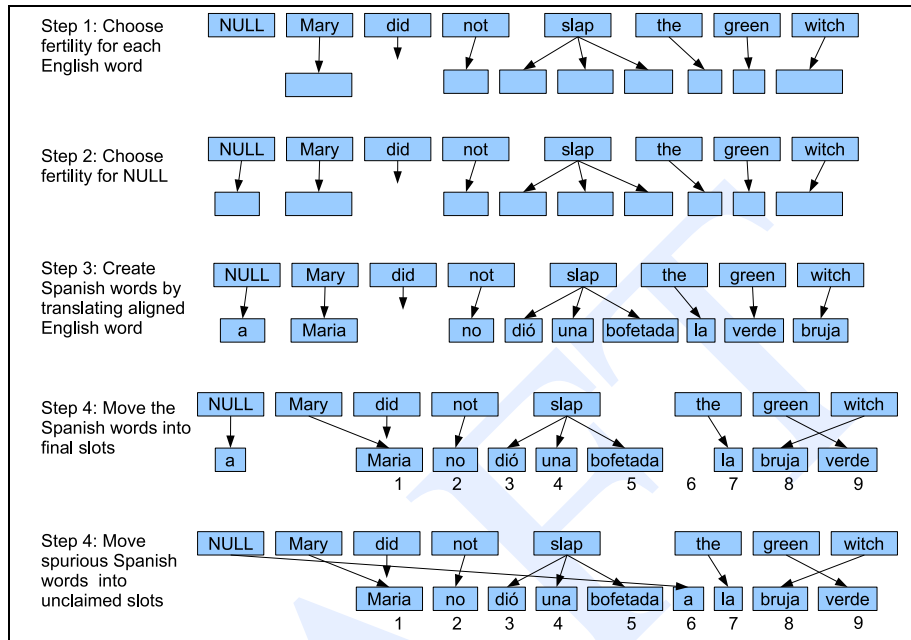 Step 1: Choose
fertility for each
English word
NULL Mary did not slap the green witch
Step 2: Choose
fertility for NULL
NULL Mary did not slap the green witch
Step 3: Create
Spanish words by
translating aligned
English word
NULL Mary did not slap the green witch
a Maria no dió una bofetada la verde bruja
Step 4: Move the
Spanish words into
final slots
NULL Mary did not slap the green witch
a Maria no dió una bofetada la bruja verde
1 2 3 4 5 6 7 8 9
Step 4: Move
spurious Spanish
words into
unclaimed slots
NULL Mary did not slap the green witch
Maria no dió una bofetada a la bruja verde
1 2 3 4 5 6 7 8 9